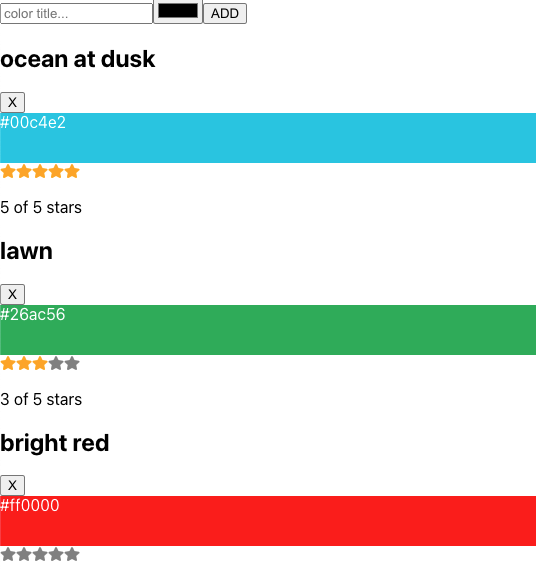 color title... ADD
ocean at dusk
X
#00c4e2
5 of 5 stars
lawn
X
#26ac56
3 of 5 stars
bright red
X
#ff0000